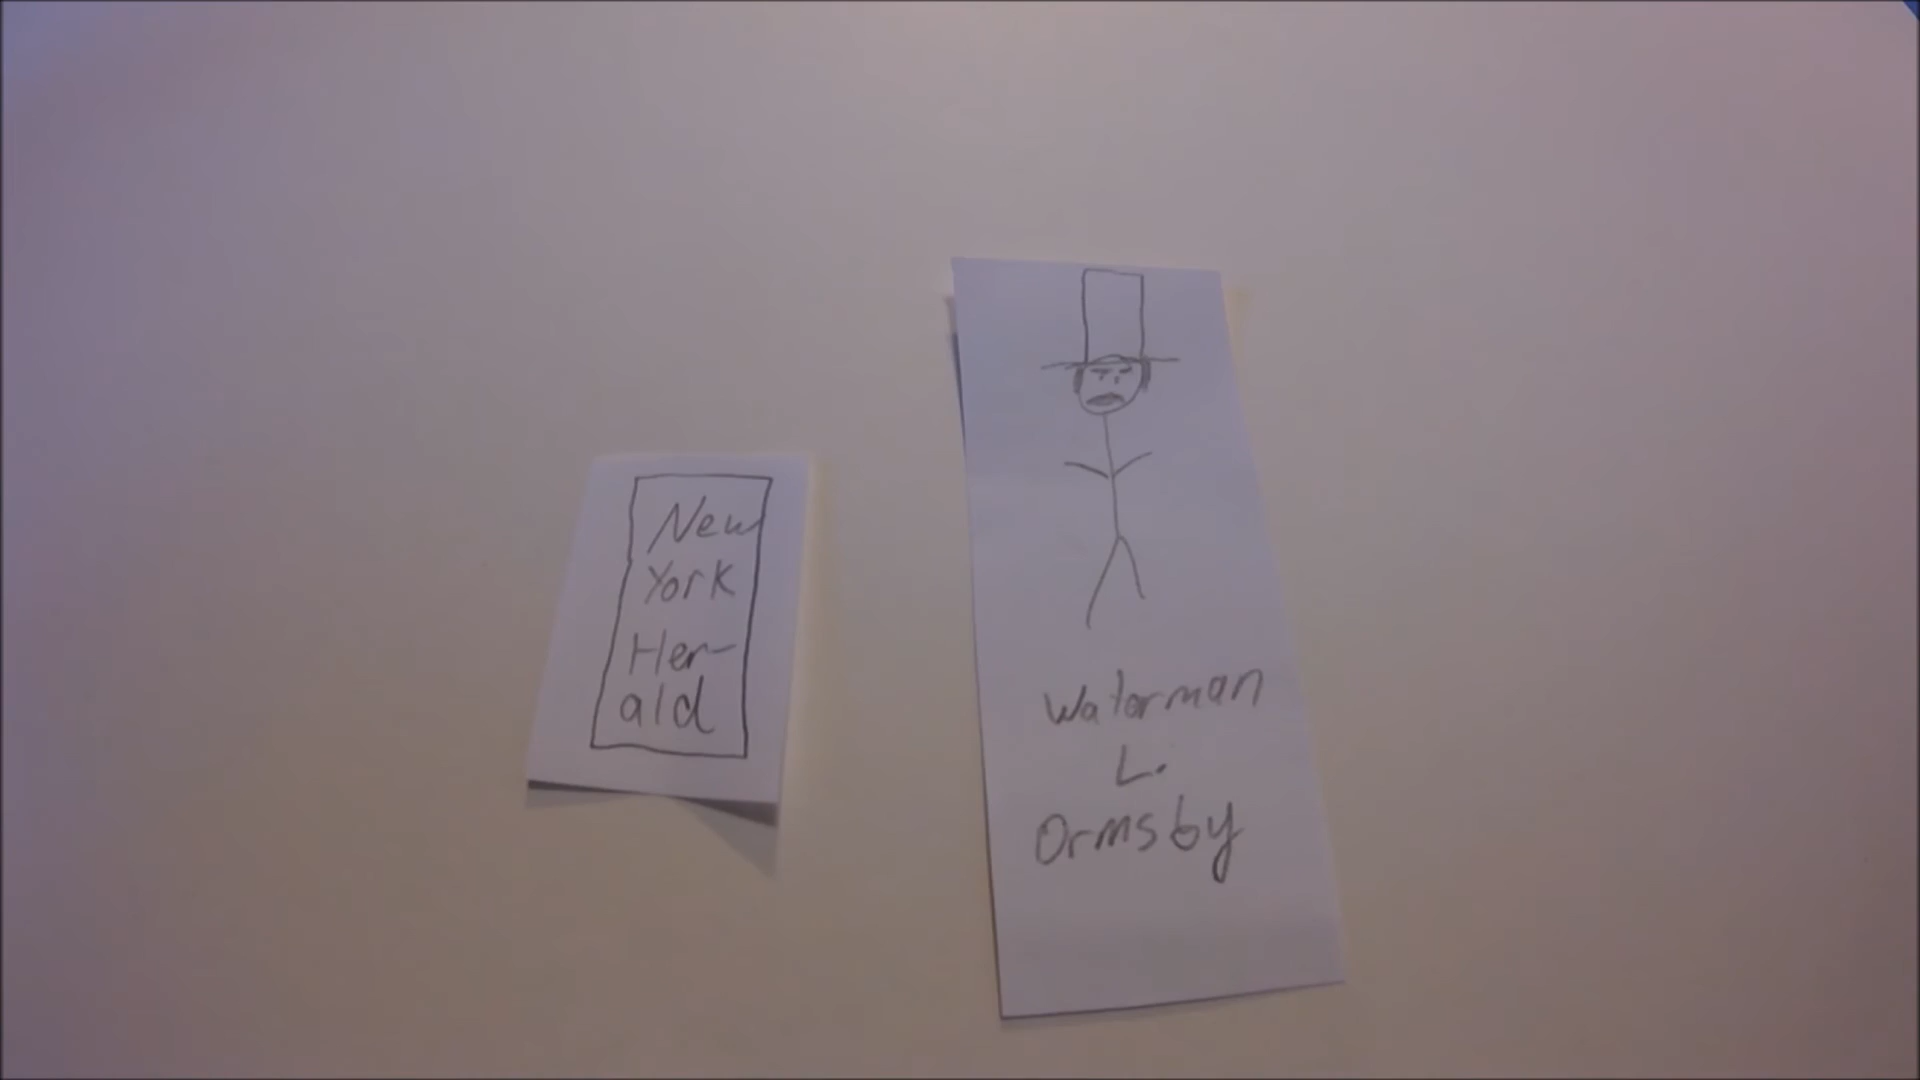 New
York
Her-
ald
Waterman
L.
Ormsby